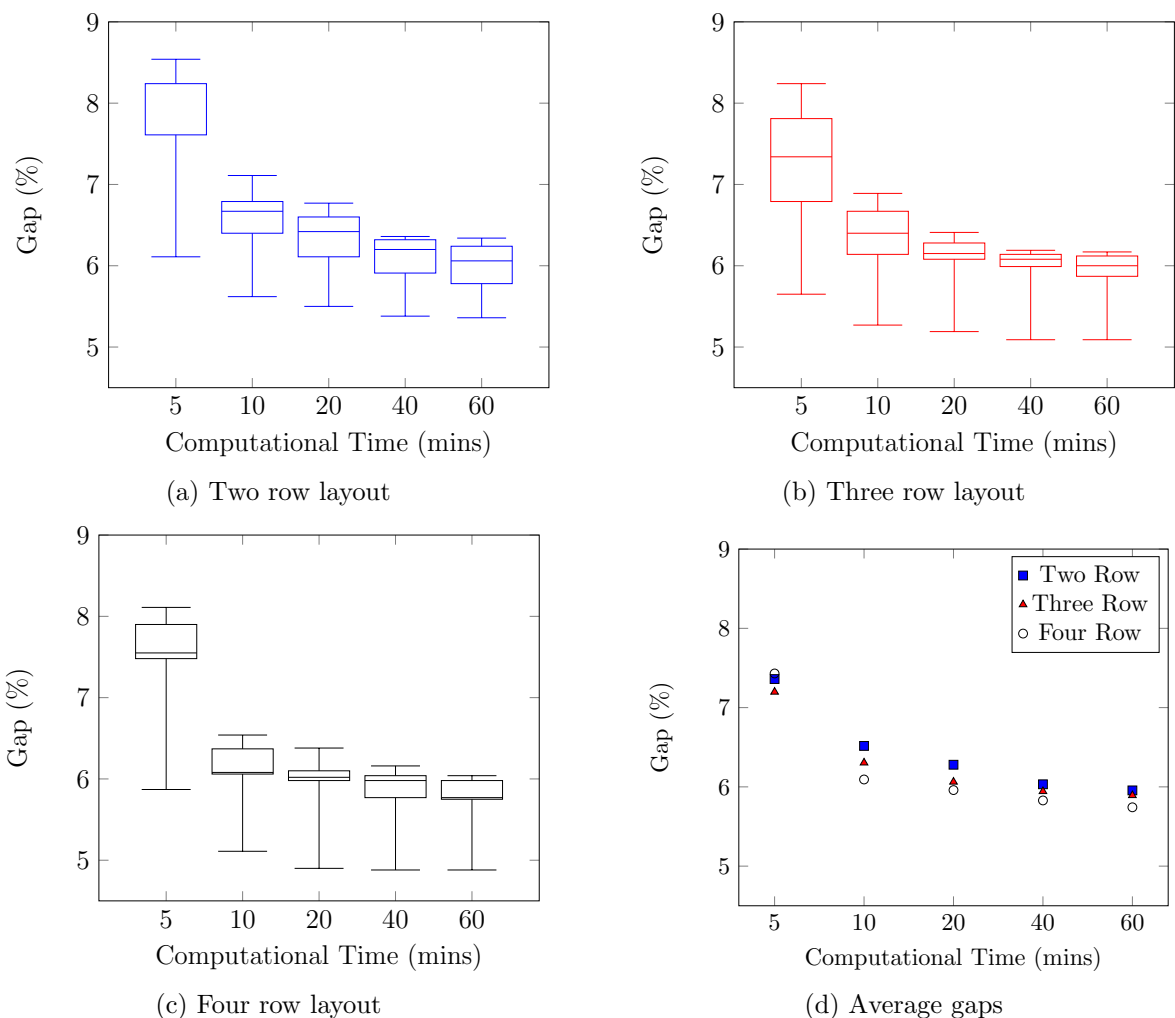 9
8
7
6
5
Gap (%)
5 10 20 40 60
Computational Time (mins)
(a) Two row layout
9
8
7
6
5
Gap (%)
5 10 20 40 60
Computational Time (mins)
(b) Three row layout
9
8
7
6
5
Gap (%)
5 10 20 40 60
Computational Time (mins)
(c) Four row layout
9
8
7
6
5
Gap (%)
Two Row
Three Row
Four Row
5 10 20 40 60
Computational Time (mins)
(d) Average gaps